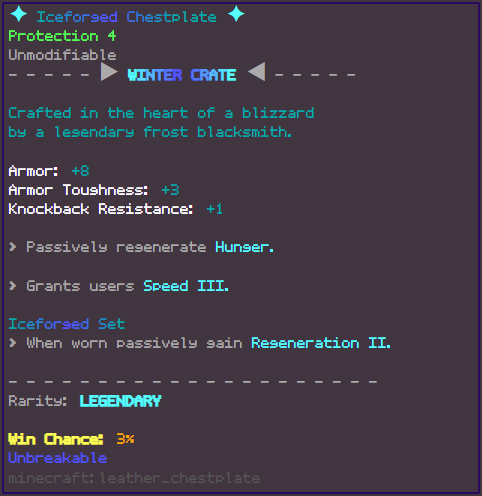 ✦ Iceforged Chestplate ✦
Protection 4
Unmodifiable
- - - - - ▶ WINTER CRATE ◀ - - - - -
Crafted in the heart of a blizzard
by a legendary frost blacksmith.
Armor: +8
Armor Toughness: +3
Knockback Resistance: +1
> Passively regenerate Hunger.
> Grants users Speed III.
Iceforged Set
> When worn passively gain Regeneration II.
- - - - - - - - - - - - - - - - - - - - - -
Rarity: LEGENDARY
Win Chance: 3%
Unbreakable
minecraft:leather_chestplate